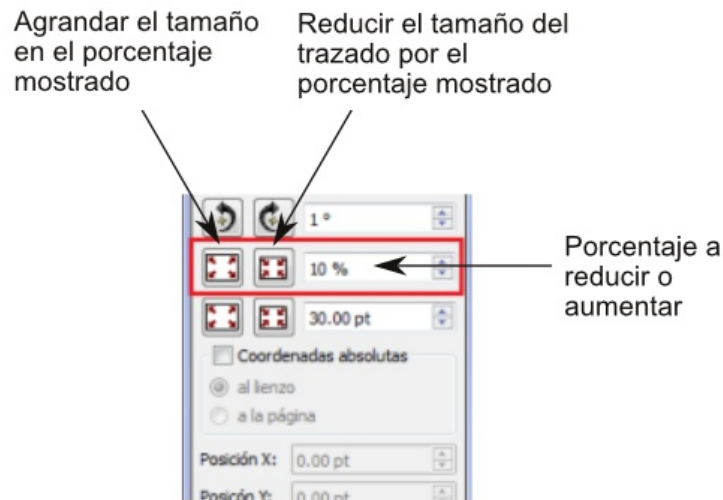 Agrandar el tamaño
en el porcentaje
mostrado
Reducir el tamaño del
trazado por el
porcentaje mostrado
1 º
10 %
Porcentaje a
reducir o
aumentar
30.00 pt
Coordenadas absolutas
al lienzo
a la página
Posición X: 0.00 pt
Posicón Y: 0.00 pt